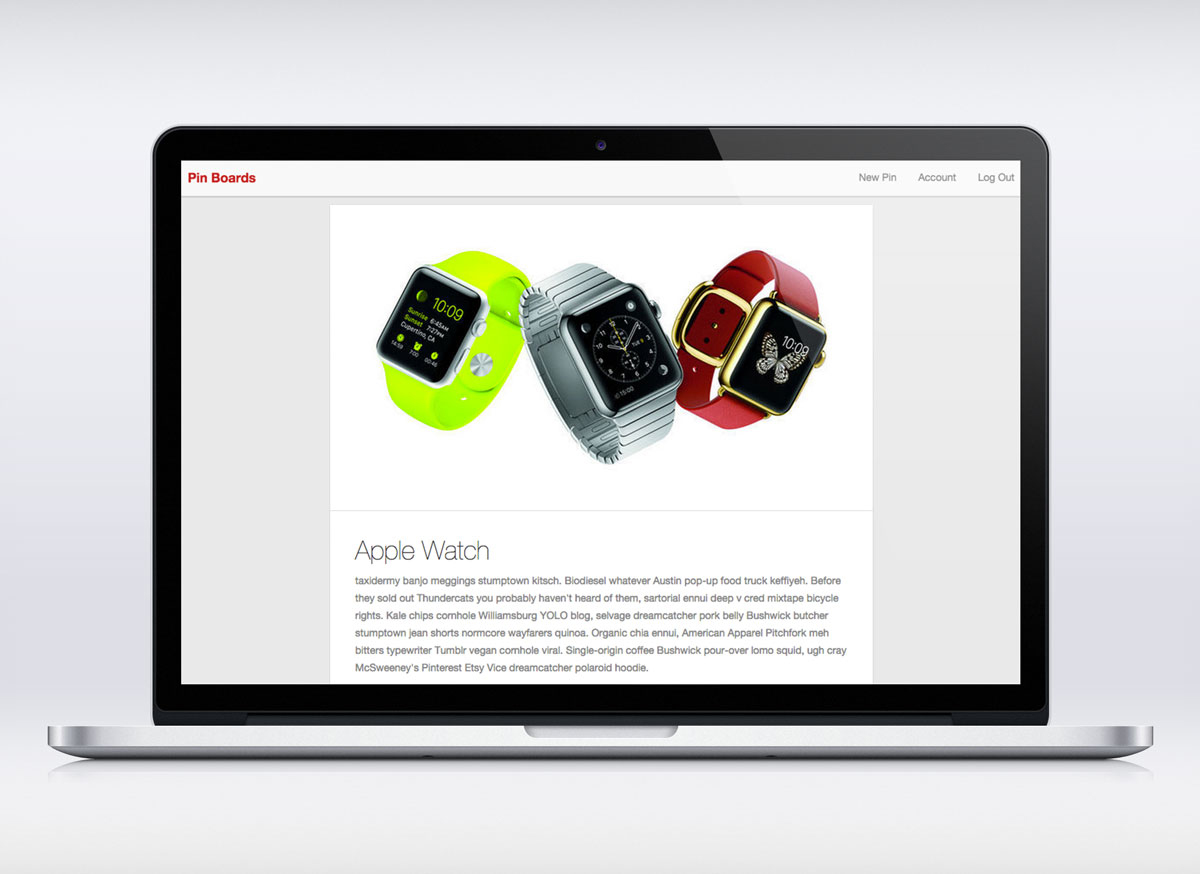 Pin Boards
New Pin Account Log Out
10:09
Sunrise 6:43AM
Sunset 7:27PM
Cupertino, CA
7:00
10:09
Apple Watch
taxidermy banjo meggings stumptown kitsch. Biodiesel whatever Austin pop-up food truck keffiyeh. Before
they sold out Thundercats you probably haven't heard of them, sartorial ennui deep v cred mixtape bicycle
rights. Kale chips cornhole Williamsburg YOLO blog, selvage dreamcatcher pork belly Bushwick butcher
stumptown jean shorts normcore wayfarers quinoa. Organic chia ennui, American Apparel Pitchfork meh
bitters typewriter Tumblr vegan cornhole viral. Single-origin coffee Bushwick pour-over lomo squid, ugh cray
McSweeney's Pinterest Etsy Vice dreamcatcher polaroid hoodie.